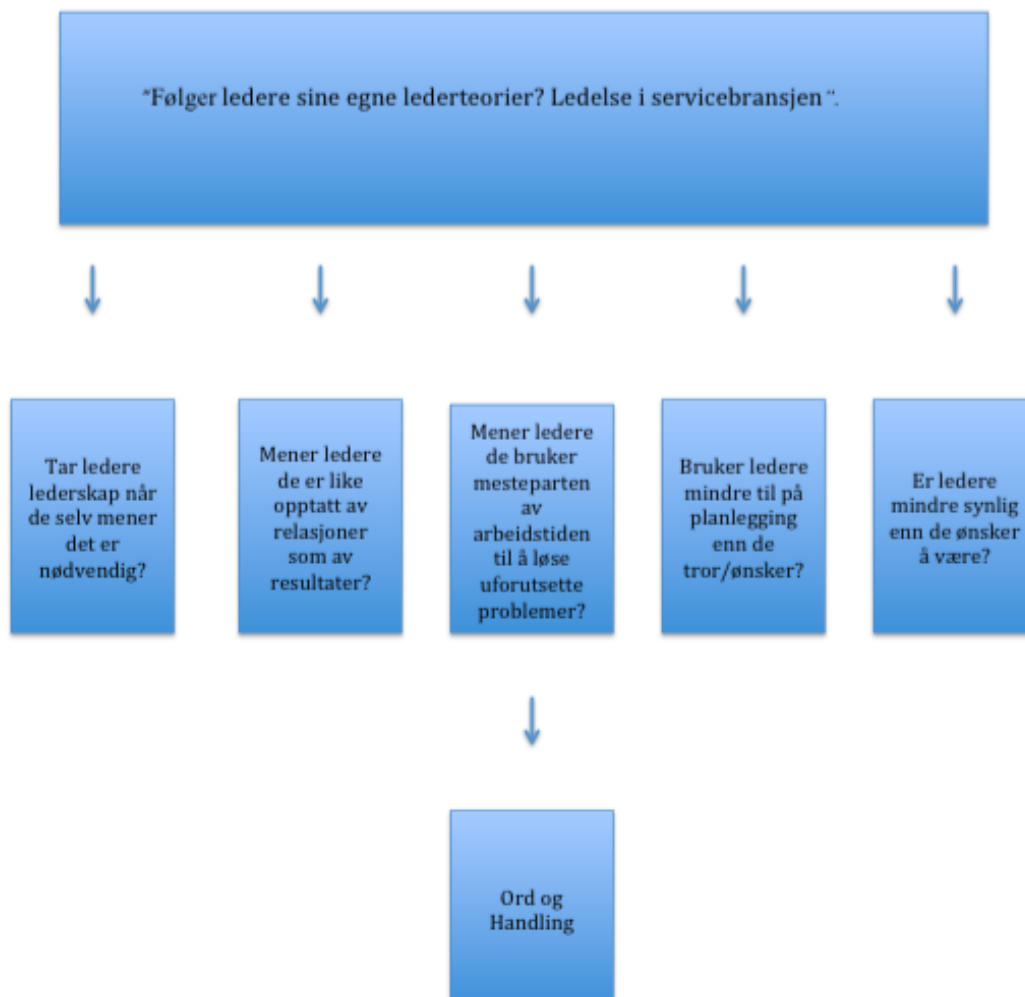 "Følger ledere sine egne lederteorier? Ledelse i servicebransjen ".
Tar ledere
lederskap når
de selv mener
det er
nødvendig?
Mener ledere
de er like
opptatt av
relasjoner
som av
resultater?
Mener ledere
de bruker
mesteparten
av
arbeidstiden
til å løse
uforutsette
problemer?
Bruker ledere
mindre til på
planlegging
enn de
tror/ønsker?
Er ledere
mindre synlig
enn de ønsker
å være?
Ord og
Handling